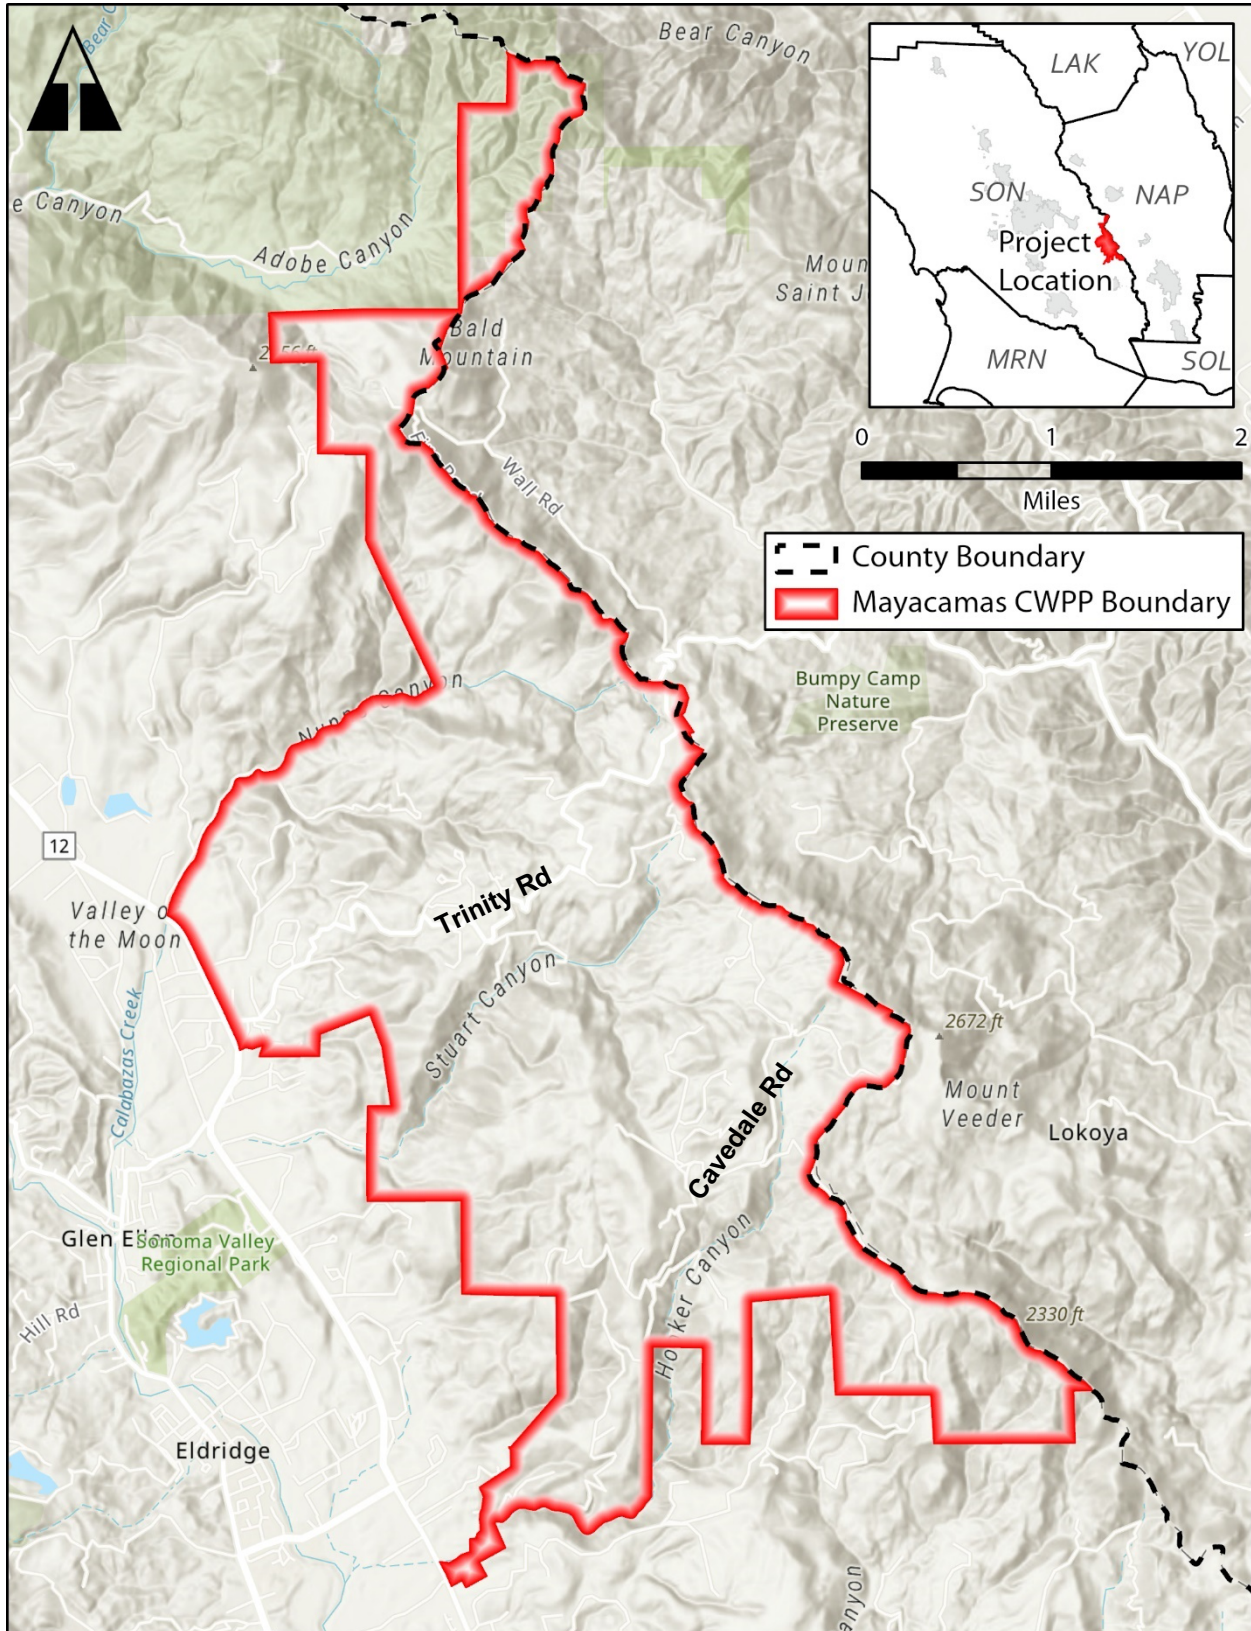 Bear Canyon
LAK
YOL
SON
NAP
Project
Location
MRN
SOL
e Canyon
Adobe Canyon
Moun
Saint J
Bald
Mountain
0 1 2
Miles
Wall Rd
County Boundary
Mayacamas CWPP Boundary
Canyon
Bumpy Camp
Nature
Preserve
12
Trinity Rd
Valley o
the Moon
Stuart Canyon
Calabazas Creek
2672 ft
Mount
Veeder
Cavedale Rd
Lokoya
Glen E
Sonoma Valley
Regional Park
Hooker Canyon
Hill Rd
2330 ft
Eldridge
anyon